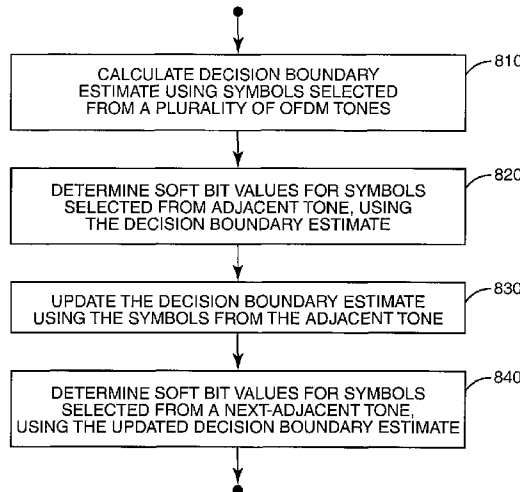 810
CALCULATE DECISION BOUNDARY
ESTIMATE USING SYMBOLS SELECTED
FROM A PLURALITY OF OFDM TONES
820
DETERMINE SOFT BIT VALUES FOR SYMBOLS
SELECTED FROM ADJACENT TONE, USING
THE DECISION BOUNDARY ESTIMATE
830
UPDATE THE DECISION BOUNDARY ESTIMATE
USING THE SYMBOLS FROM THE ADJACENT TONE
840
DETERMINE SOFT BIT VALUES FOR SYMBOLS
SELECTED FROM A NEXT-ADJACENT TONE,
USING THE UPDATED DECISION BOUNDARY ESTIMATE